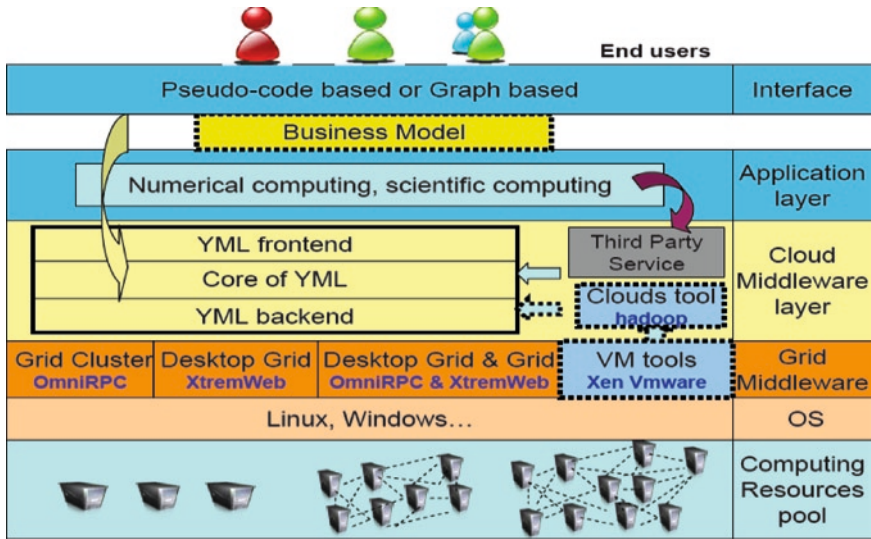 End users
Pseudo-code based or Graph based
Interface
Business Model
Numerical computing, scientific computing
Application
layer
YML frontend
Core of YML
YML backend
Third Party
Service
Clouds tool
hadoop
Cloud
Middleware
layer
Grid Cluster
OmniRPC
Desktop Grid
XtremWeb
Desktop Grid & Grid
OmniRPC & XtremWeb
VM tools
Xen Vmware
Grid
Middleware
Linux, Windows…
OS
Computing
Resources
pool